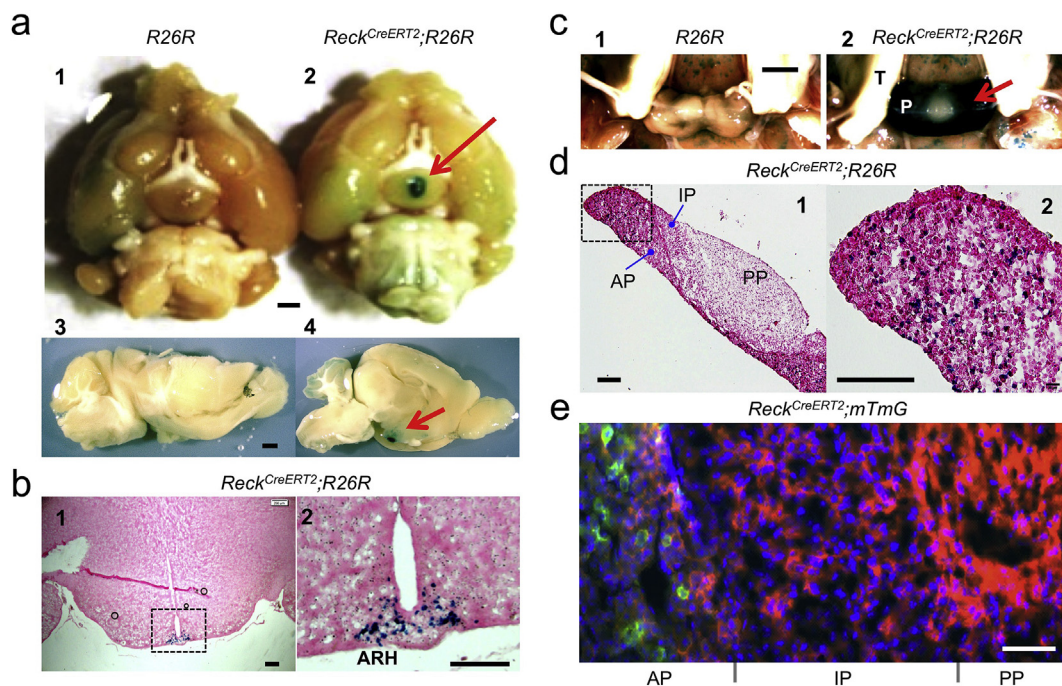 a
R26R
Reck^CreERT2;R26R
1
2
3
4
b
Reck^CreERT2;R26R
1
2
ARH
c
R26R
Reck^CreERT2;R26R
1
2
T
P
d
Reck^CreERT2;R26R
IP
1
2
AP
PP
e
Reck^CreERT2;mTmG
AP
IP
PP